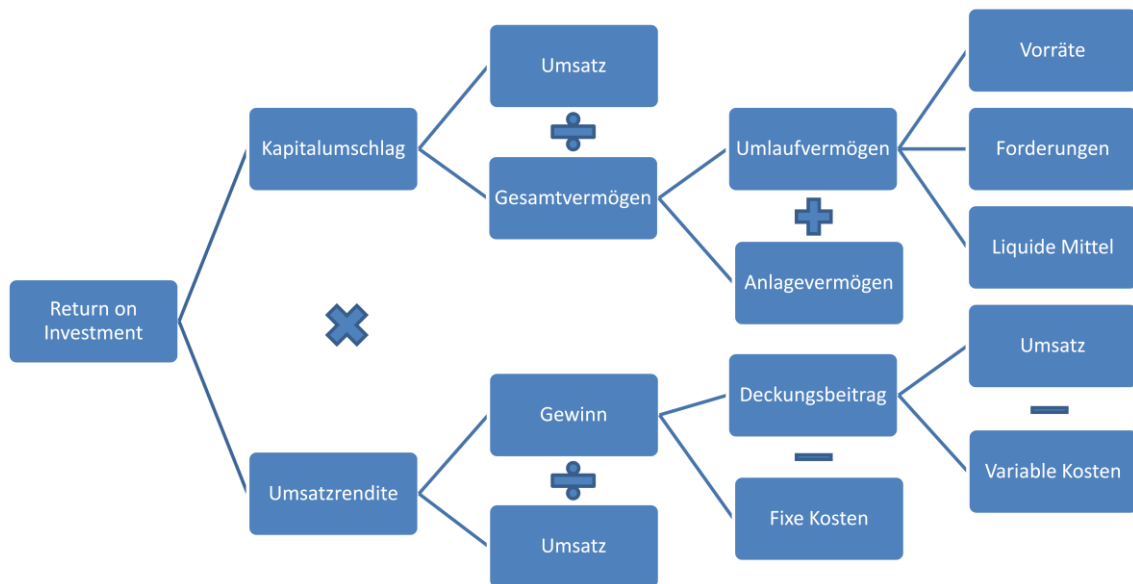 Umsatz
Vorräte
Kapitalumschlag
Umlaufvermögen
Forderungen
Gesamtvermögen
Liquide Mittel
Anlagevermögen
Return on
Investment
Umsatz
Deckungsbeitrag
Gewinn
Variable Kosten
Umsatzrendite
Fixe Kosten
Umsatz